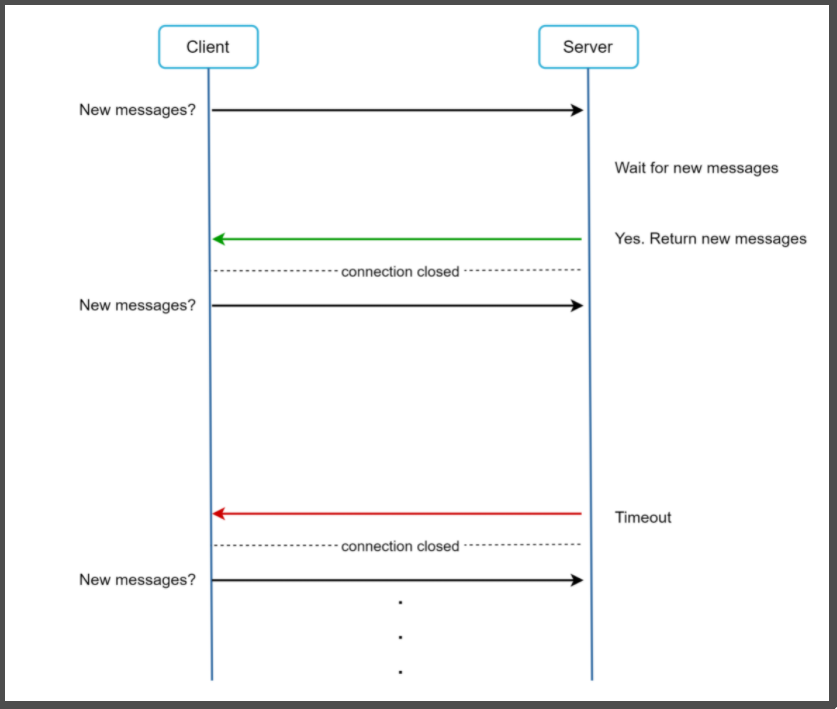 Client
Server
New messages?
Wait for new messages
Yes. Return new messages
connection closed
New messages?
Timeout
connection closed
New messages?